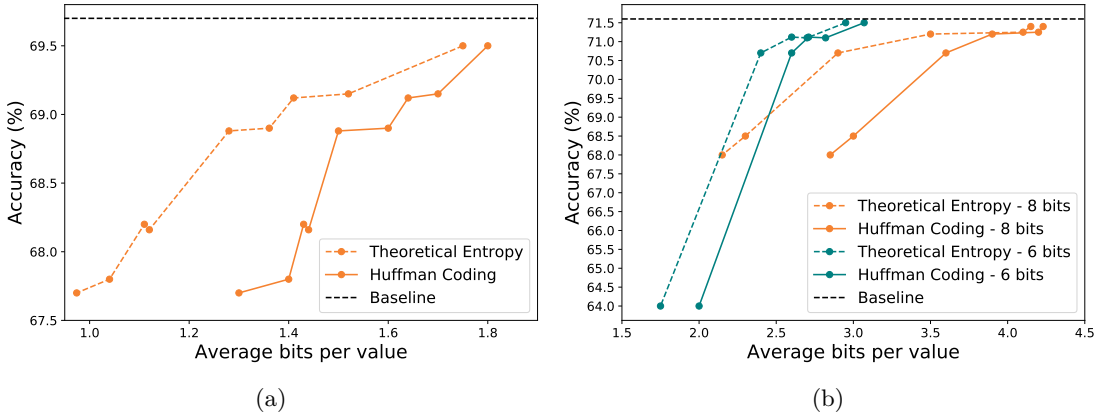 69.5
69.0
68.5
68.0
67.5
Accuracy (%)
1.0
1.2
1.4
1.6
1.8
Average bits per value
Theoretical Entropy
Huffman Coding
Baseline
(a)
71.5
71.0
70.5
70.0
69.5
69.0
68.5
68.0
67.5
67.0
66.5
66.0
65.5
65.0
64.5
64.0
Accuracy (%)
1.5
2.0
2.5
3.0
3.5
4.0
4.5
Average bits per value
Theoretical Entropy - 8 bits
Huffman Coding - 8 bits
Theoretical Entropy - 6 bits
Huffman Coding - 6 bits
Baseline
(b)